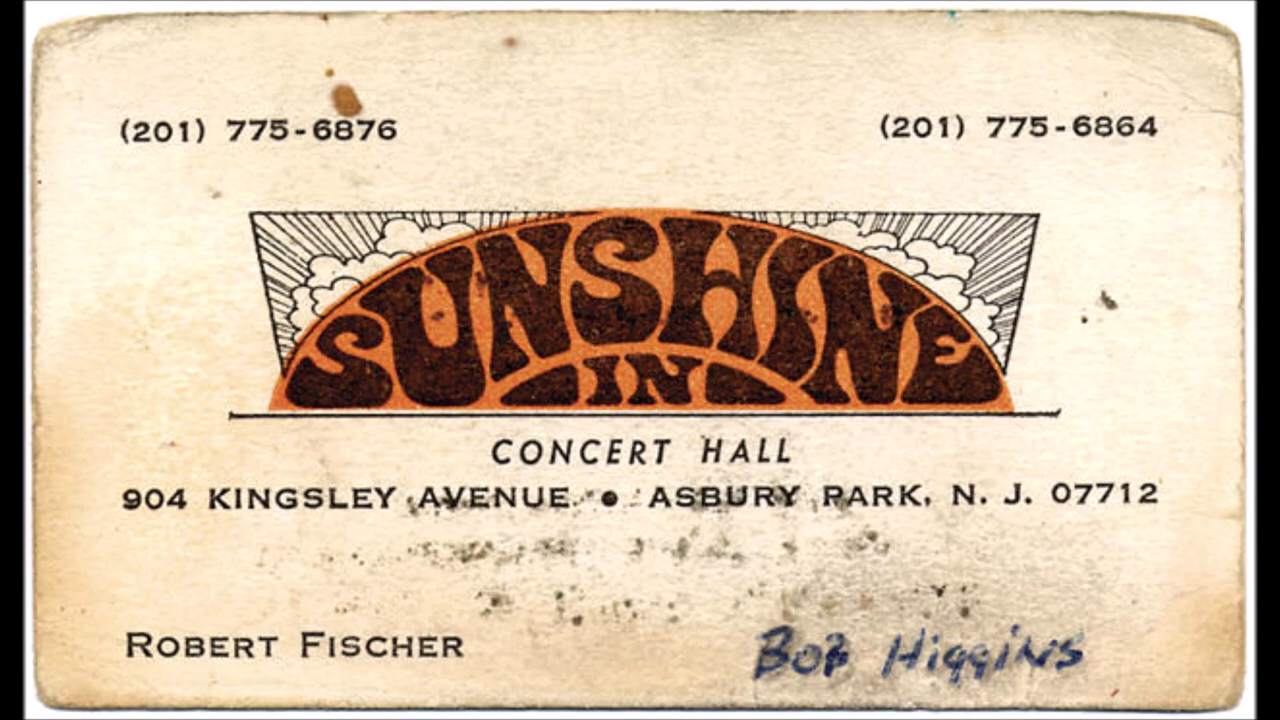 (201) 775-6876 (201) 775-6864
SUNSHINE
IN
CONCERT HALL
904 KINGSLEY AVENUE • ASBURY PARK, N. J. 07712
ROBERT FISCHER Bob Higgins